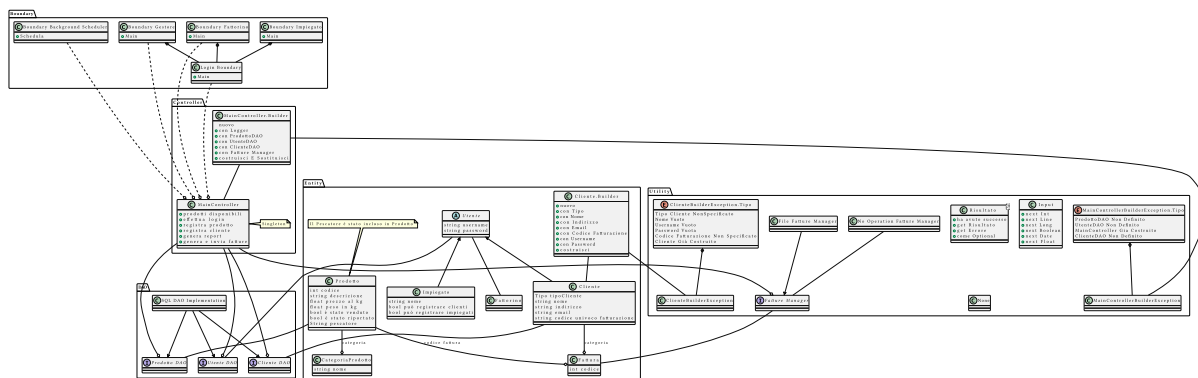 Boundary
Boundary Background Scheduler
Schedula
Boundary Gestore
Main
Boundary Fattorino
Main
Boundary Impiegato
Main
Login Boundary
Main
Controller
MainController.Builder
nuovo
con Logger
con ProdottoDAO
con UtenteDAO
con ClienteDAO
con Fatture Manager
costruisci E Sostituisci
MainController
prodotti disponibili
effettua login
registra prodotto
registra cliente
genera report
genera e invia fatture
Singleton
DAO
SQL DAO Implementation
Prodotto DAO
Utente DAO
Cliente DAO
Entity
Il Pescatore è stato incluso in Prodotto
Utente
string username
string password
Cliente.Builder
nuovo
con Tipo
con Nome
con Indirizzo
con Email
con Codice Fatturazione
con Username
con Password
costruisci
Prodotto
int codice
string descrizione
float prezzo al kg
float peso in kg
bool è stato venduto
bool è stato riportato
String pescatore
Impiegato
string nome
bool può registrare clienti
bool può registrare impiegati
Fattorino
Cliente
Tipo tipoCliente
string nome
string indirizzo
string email
string codice univoco fatturazione
categoria
codice fattura
categoria
CategoriaProdotto
string nome
Fattura
int codice
Utility
ClienteBuilderException.Tipo
Tipo Cliente NonSpecificato
Nome Vuoto
Username Vuoto
Password Vuota
Codice Fatturazione Non Specificato
Cliente Già Costruito
File Fatture Manager
No Operation Fatture Manager
Risultato
ha avuto successo
get Risultato
get Errore
come Optional
Input
next Int
next Line
next Long
next Boolean
next Data
next Float
MainControllerBuilderException.Tipo
ProdottoDAO Non Definito
UtenteDAO Non Definito
MainController Già Costruito
ClienteDAO Non Definito
ClienteBuilderException
Fatture Manager
None
MainControllerBuilderException